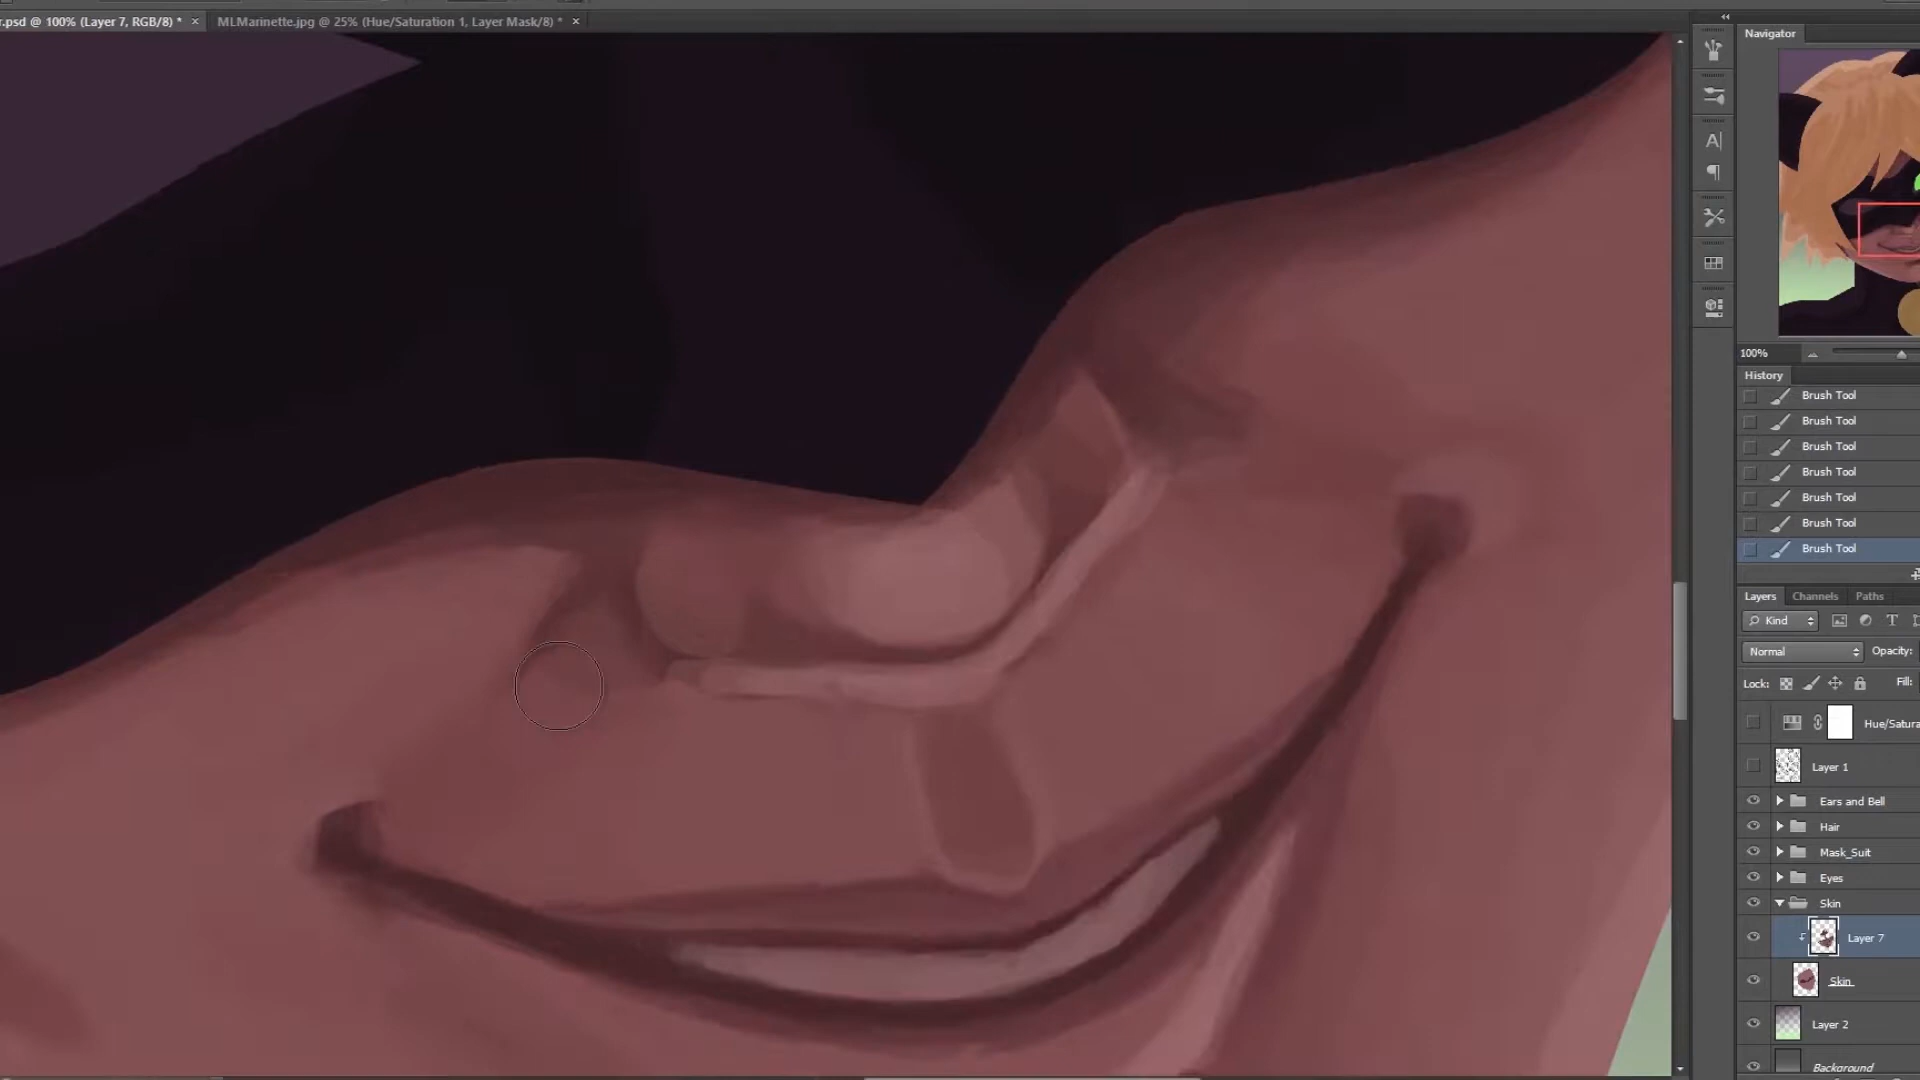 r.psd @ 100% (Layer 7, RGB/8) * × MLMarinette.jpg @ 25% (Hue/Saturation 1, Layer Mask/8) * ×
Navigator
100%
History
Brush Tool
Brush Tool
Brush Tool
Brush Tool
Brush Tool
Brush Tool
Brush Tool
Layers Channels Paths
Kind
Normal Opacity:
Lock: Fill:
Hue/Satura
Layer 1
Ears and Bell
Hair
Mask_Suit
Eyes
Skin
Layer 7
Skin
Layer 2
Background